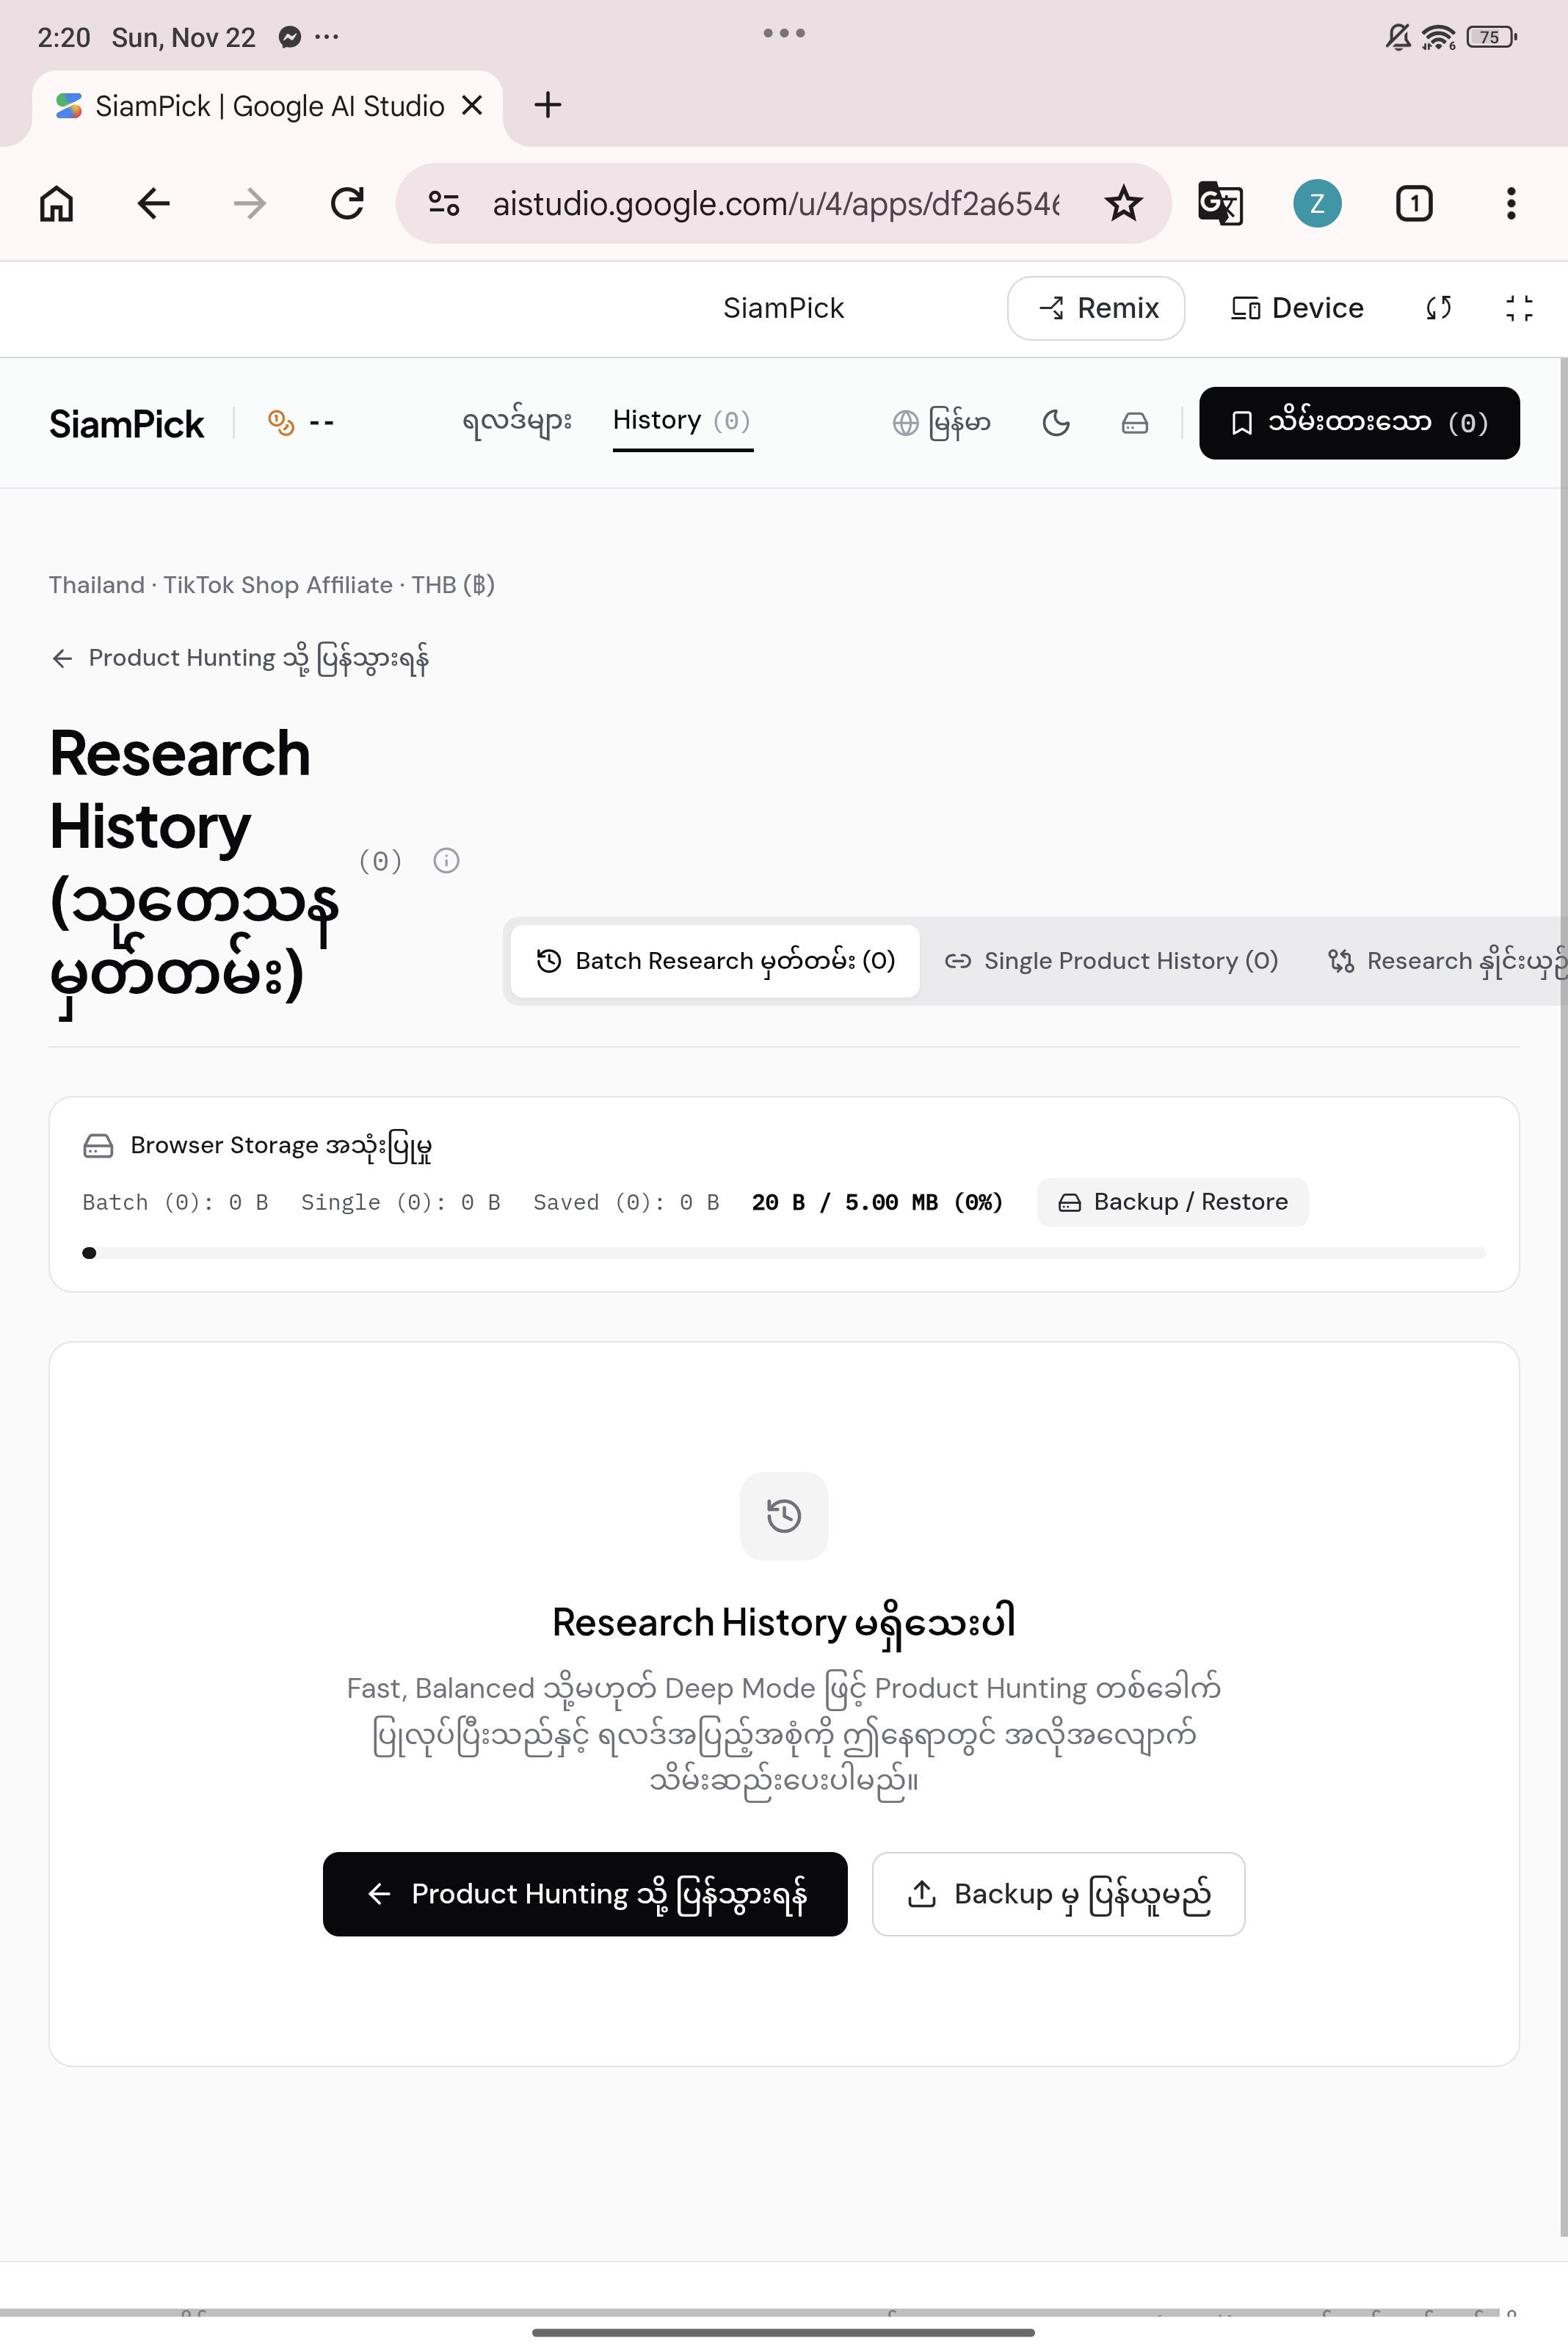 2:20 Sun, Nov 22 75
SiamPick | Google AI Studio
aistudio.google.com/u/4/apps/df2a654
Z 1
SiamPick Remix Device
SiamPick -- ရလဒ်များ History (0) မြန်မာ သိမ်းထားသော (0)
Thailand · TikTok Shop Affiliate · THB (฿)
Product Hunting သို့ ပြန်သွားရန်
Research
History
(သုတေသန
မှတ်တမ်း)
(0)
Batch Research မှတ်တမ်း (0) Single Product History (0) Research နှိုင်းယှဉ်
Browser Storage အသုံးပြုမှု
Batch (0): 0 B Single (0): 0 B Saved (0): 0 B 20 B / 5.00 MB (0%) Backup / Restore
Research History မရှိသေးပါ
Fast, Balanced သို့မဟုတ် Deep Mode ဖြင့် Product Hunting တစ်ခေါက်
ပြုလုပ်ပြီးသည်နှင့် ရလဒ်အပြည့်အစုံကို ဤနေရာတွင် အလိုအလျောက်
သိမ်းဆည်းပေးပါမည်။
Product Hunting သို့ ပြန်သွားရန် Backup မှ ပြန်ယူမည်